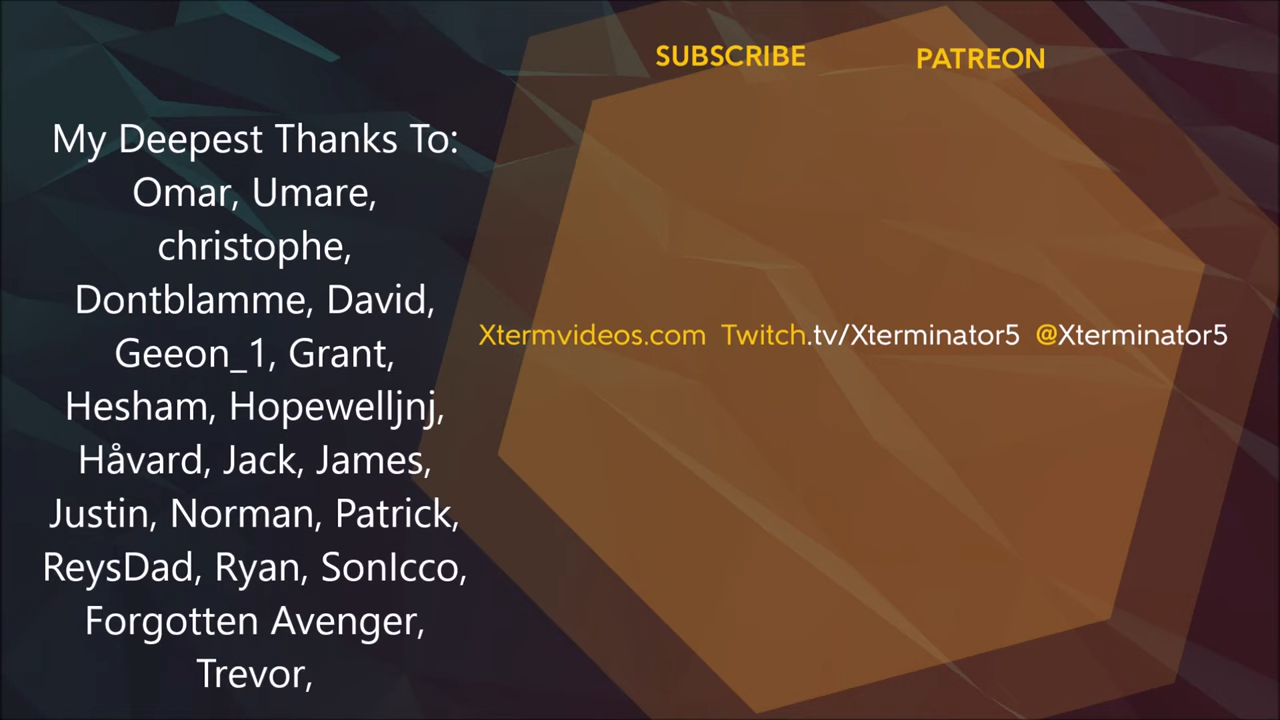 SUBSCRIBE
PATREON
My Deepest Thanks To:
Omar, Umare,
christophe,
Dontblamme, David,
Geeon_1, Grant,
Hesham, Hopewelljnj,
Håvard, Jack, James,
Justin, Norman, Patrick,
ReysDad, Ryan, SonIcco,
Forgotten Avenger,
Trevor,
Xtermvideos.com Twitch.tv/Xterminator5 @Xterminator5